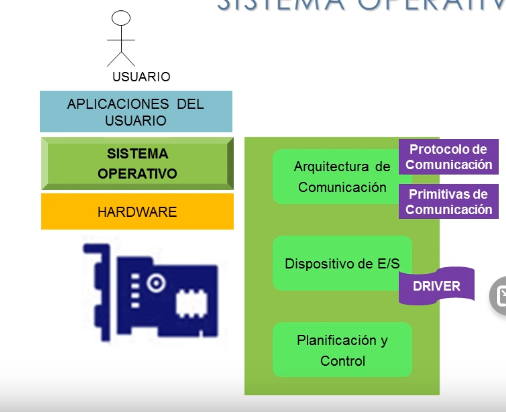 SISTEMA OPERATIV
USUARIO
APLICACIONES DEL
USUARIO
SISTEMA
OPERATIVO
HARDWARE
Arquitectura de
Comunicación
Protocolo de
Comunicación
Primitivas de
Comunicación
Dispositivo de E/S
DRIVER
Planificación y
Control